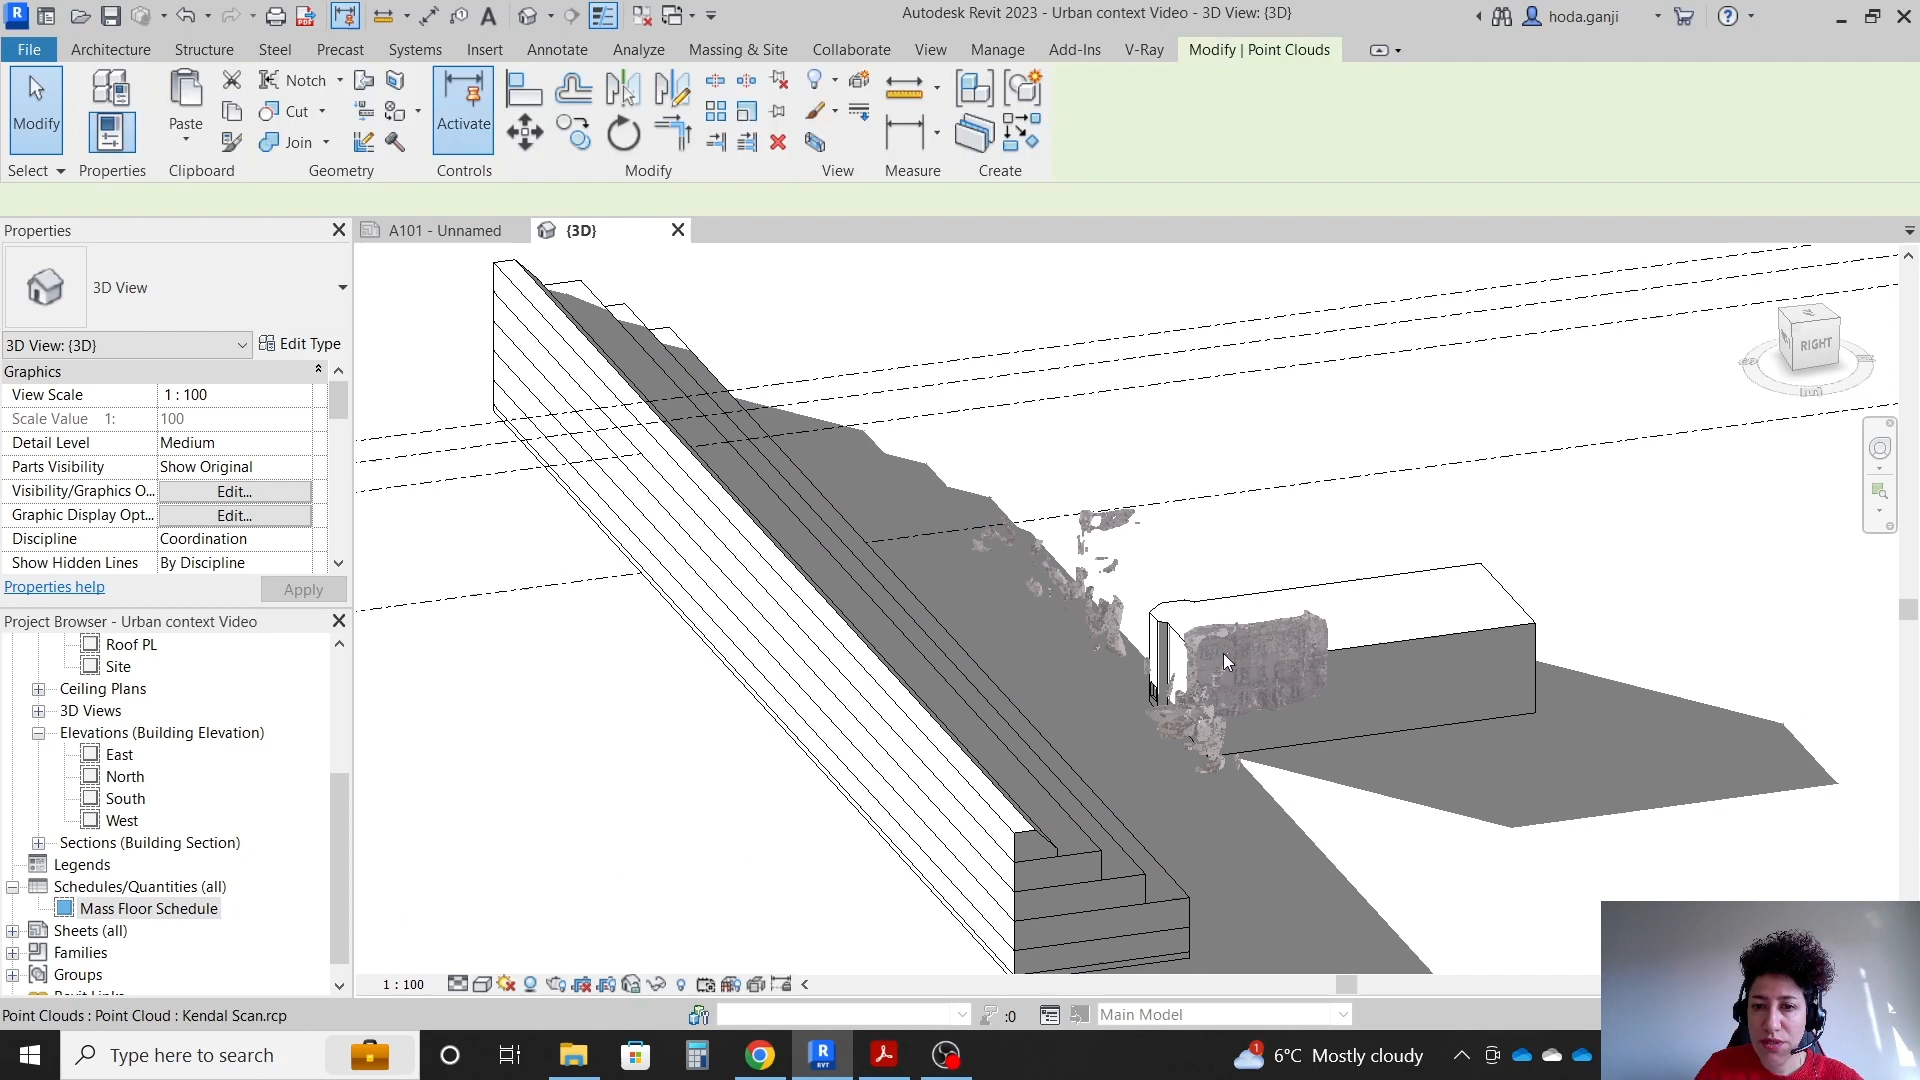 Autodesk Revit 2023 - Urban context Video - 3D View: {3D}
hoda.ganji
File
Architecture
Structure
Steel
Precast
Systems
Insert
Annotate
Analyze
Massing & Site
Collaborate
View
Manage
Add-Ins
V-Ray
Modify | Point Clouds
Modify
Paste
Notch
Cut
Join
Activate
Select
Properties
Clipboard
Geometry
Controls
Modify
View
Measure
Create
Properties
A101 - Unnamed
{3D}
3D View
3D View: {3D}
Edit Type
Graphics
View Scale 1 : 100
Scale Value 1: 100
Detail Level Medium
Parts Visibility Show Original
Visibility/Graphics O... Edit...
Graphic Display Opt... Edit...
Discipline Coordination
Show Hidden Lines By Discipline
Properties help
Apply
RIGHT
Project Browser - Urban context Video
Roof PL
Site
Ceiling Plans
3D Views
Elevations (Building Elevation)
East
North
South
West
Sections (Building Section)
Legends
Schedules/Quantities (all)
Mass Floor Schedule
Sheets (all)
Families
Groups
1 : 100
Point Clouds : Point Cloud : Kendal Scan.rcp
:0
Main Model
Type here to search
6°C Mostly cloudy